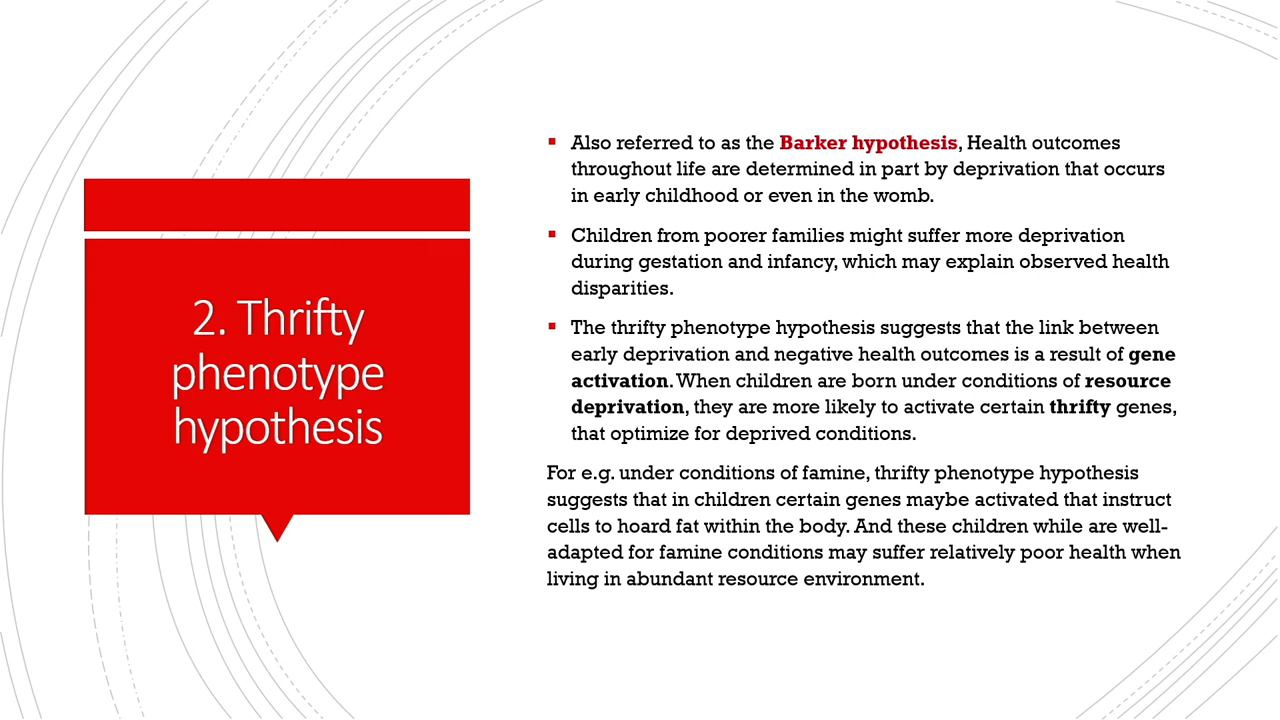 2. Thrifty
phenotype
hypothesis
Also referred to as the Barker hypothesis, Health outcomes
throughout life are determined in part by deprivation that occurs
in early childhood or even in the womb.
Children from poorer families might suffer more deprivation
during gestation and infancy, which may explain observed health
disparities.
The thrifty phenotype hypothesis suggests that the link between
early deprivation and negative health outcomes is a result of gene
activation. When children are born under conditions of resource
deprivation, they are more likely to activate certain thrifty genes,
that optimize for deprived conditions.
For e.g. under conditions of famine, thrifty phenotype hypothesis
suggests that in children certain genes maybe activated that instruct
cells to hoard fat within the body. And these children while are well-
adapted for famine conditions may suffer relatively poor health when
living in abundant resource environment.